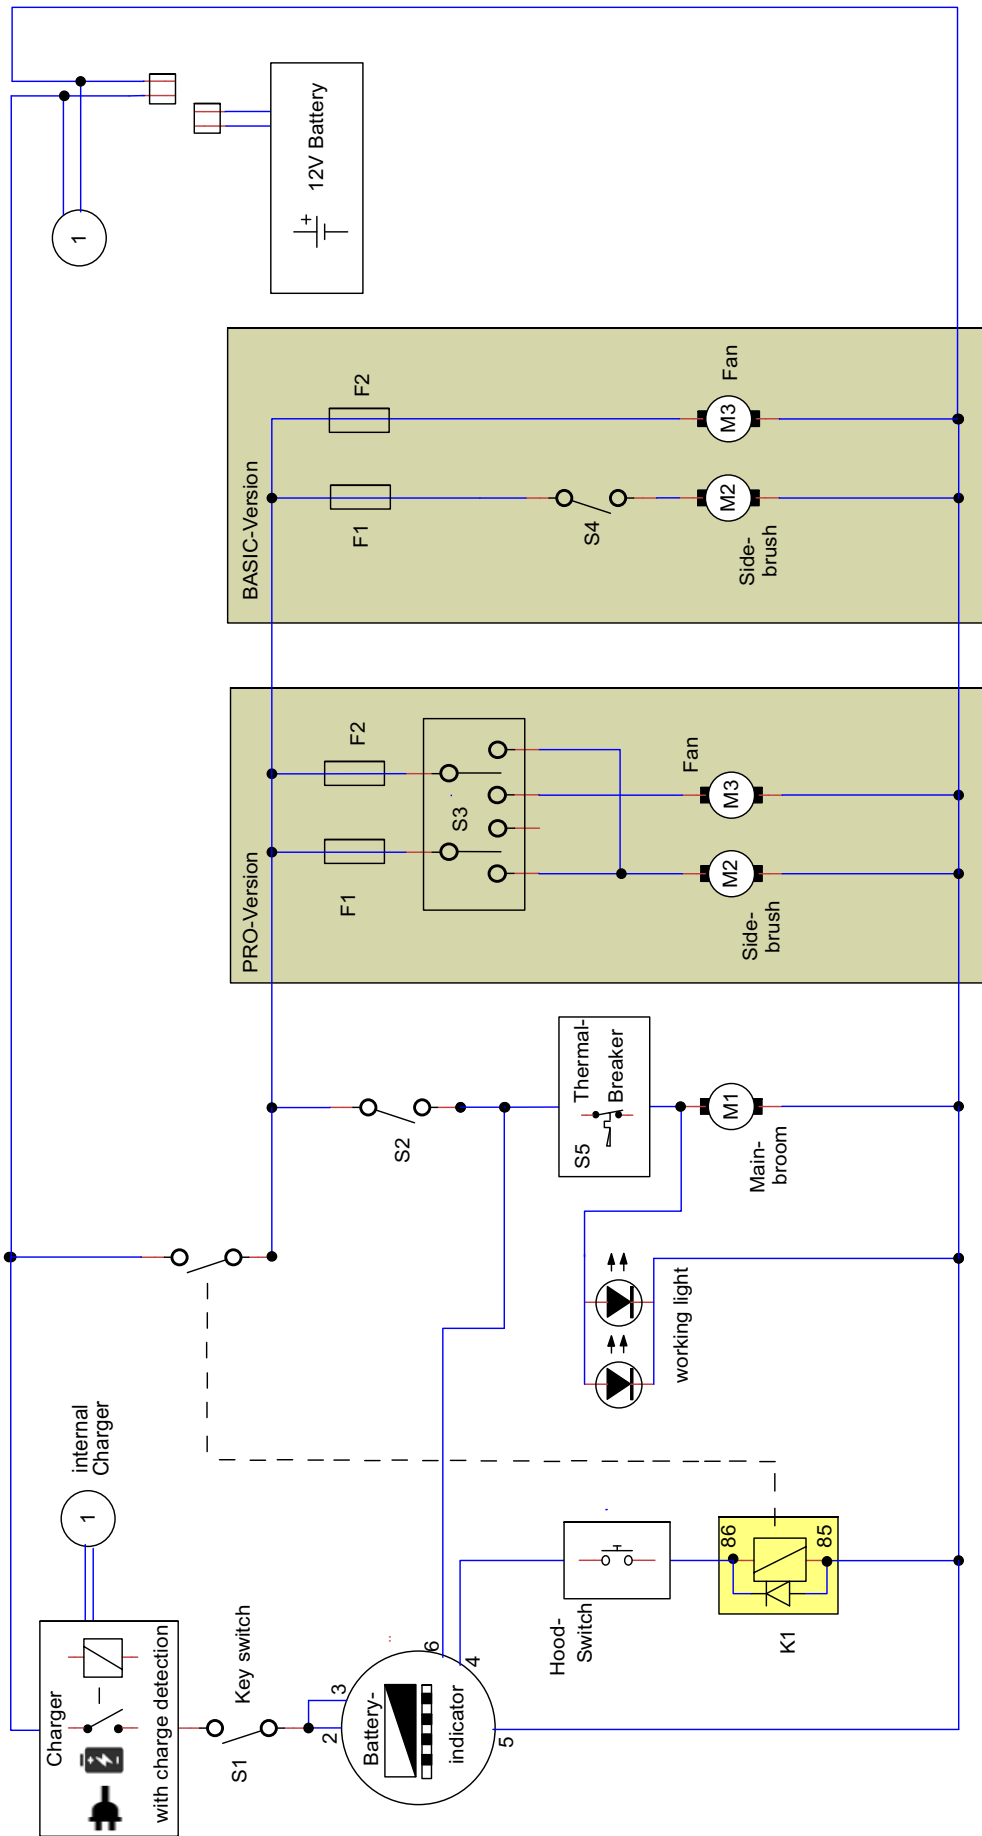 Charger
with charge detection
1
internal
Charger
S1
Key switch
2
3
Battery-
indicator
6
4
5
Hood-
Switch
86
85
K1
working light
S2
S5
Thermal-
Breaker
M1
Main-
broom
PRO-Version
F1
F2
S3
M2
M3
Side-
brush
Fan
BASIC-Version
F1
F2
S4
M2
M3
Side-
brush
Fan
1
+
12V Battery